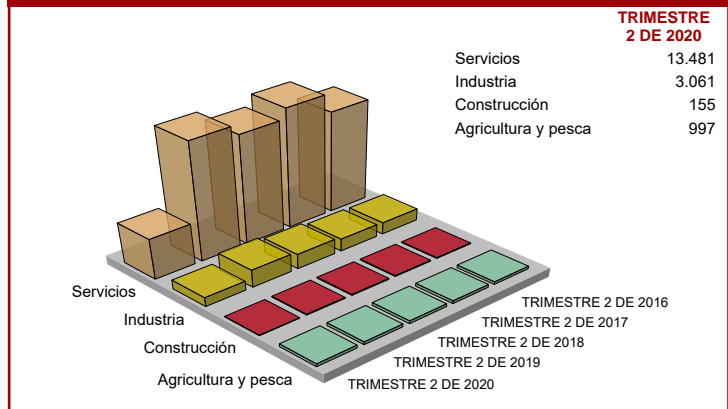 TRIMESTRE
2 DE 2020
Servicios 13.481
Industria 3.061
Construcción 155
Agricultura y pesca 997
Servicios
Industria
Construcción
Agricultura y pesca
TRIMESTRE 2 DE 2016
TRIMESTRE 2 DE 2017
TRIMESTRE 2 DE 2018
TRIMESTRE 2 DE 2019
TRIMESTRE 2 DE 2020